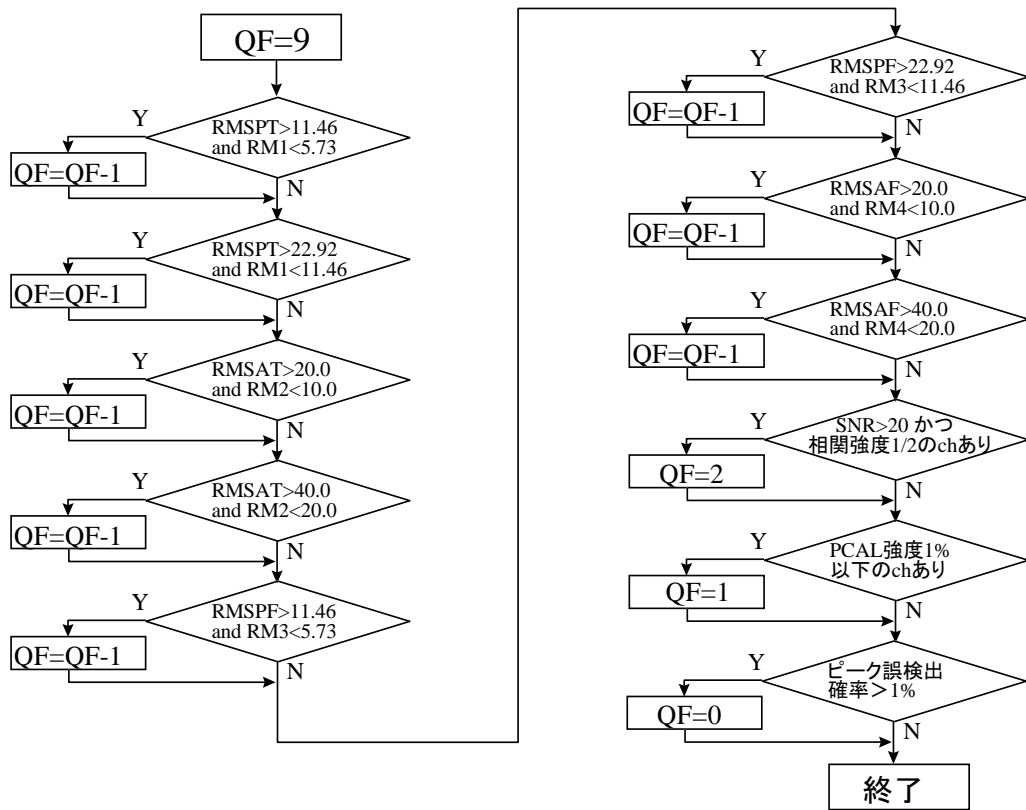 QF=9
RMSPT>11.46
and RM1<5.73
Y
QF=QF-1
N
RMSPT>22.92
and RM1<11.46
Y
QF=QF-1
N
RMSAT>20.0
and RM2<10.0
Y
QF=QF-1
N
RMSAT>40.0
and RM2<20.0
Y
QF=QF-1
N
RMSPF>11.46
and RM3<5.73
Y
QF=QF-1
N
RMSPF>22.92
and RM3<11.46
Y
QF=QF-1
N
RMSAF>20.0
and RM4<10.0
Y
QF=QF-1
N
RMSAF>40.0
and RM4<20.0
Y
QF=QF-1
N
SNR>20 かつ
相関強度1/2のchあり
Y
QF=2
N
PCAL強度1%
以下のchあり
Y
QF=1
N
ピーク誤検出
確率＞1%
Y
QF=0
N
終了